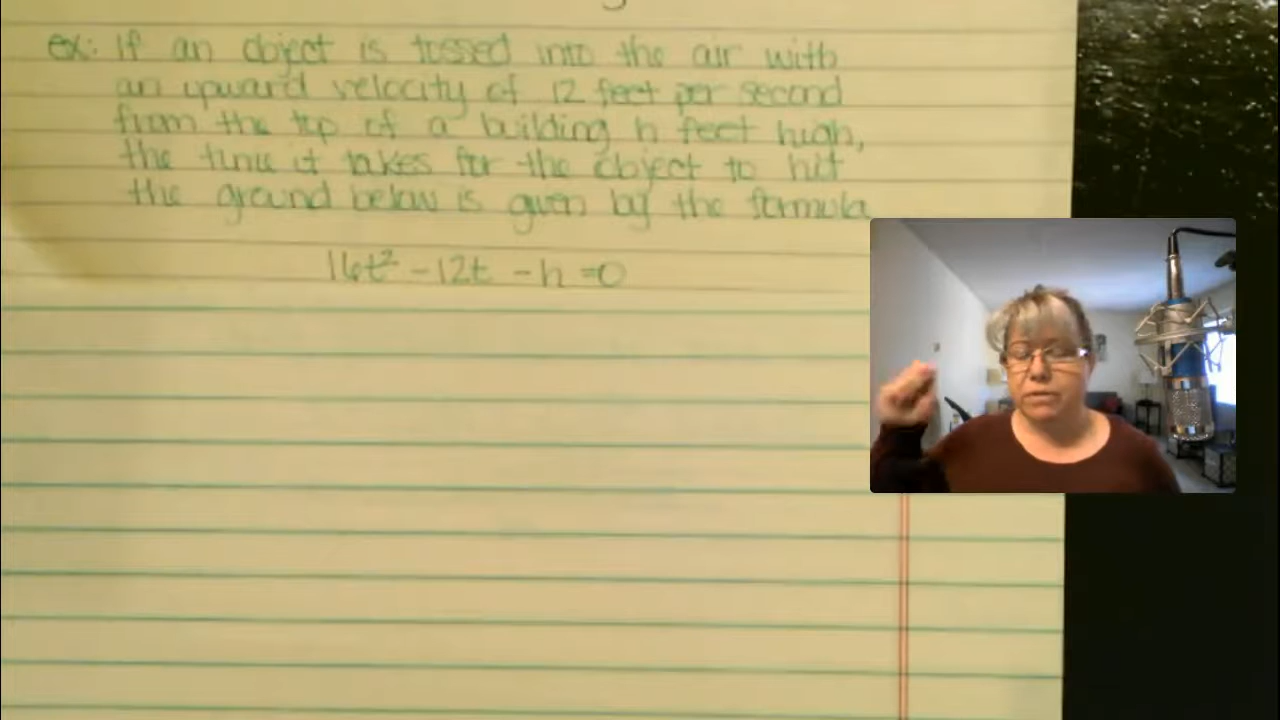 ex: If an object is tossed into the air with
an upward velocity of 12 feet per second
from the top of a building h feet high,
the time it takes for the object to hit
the ground below is given by the formula
16t² - 12t - h = 0